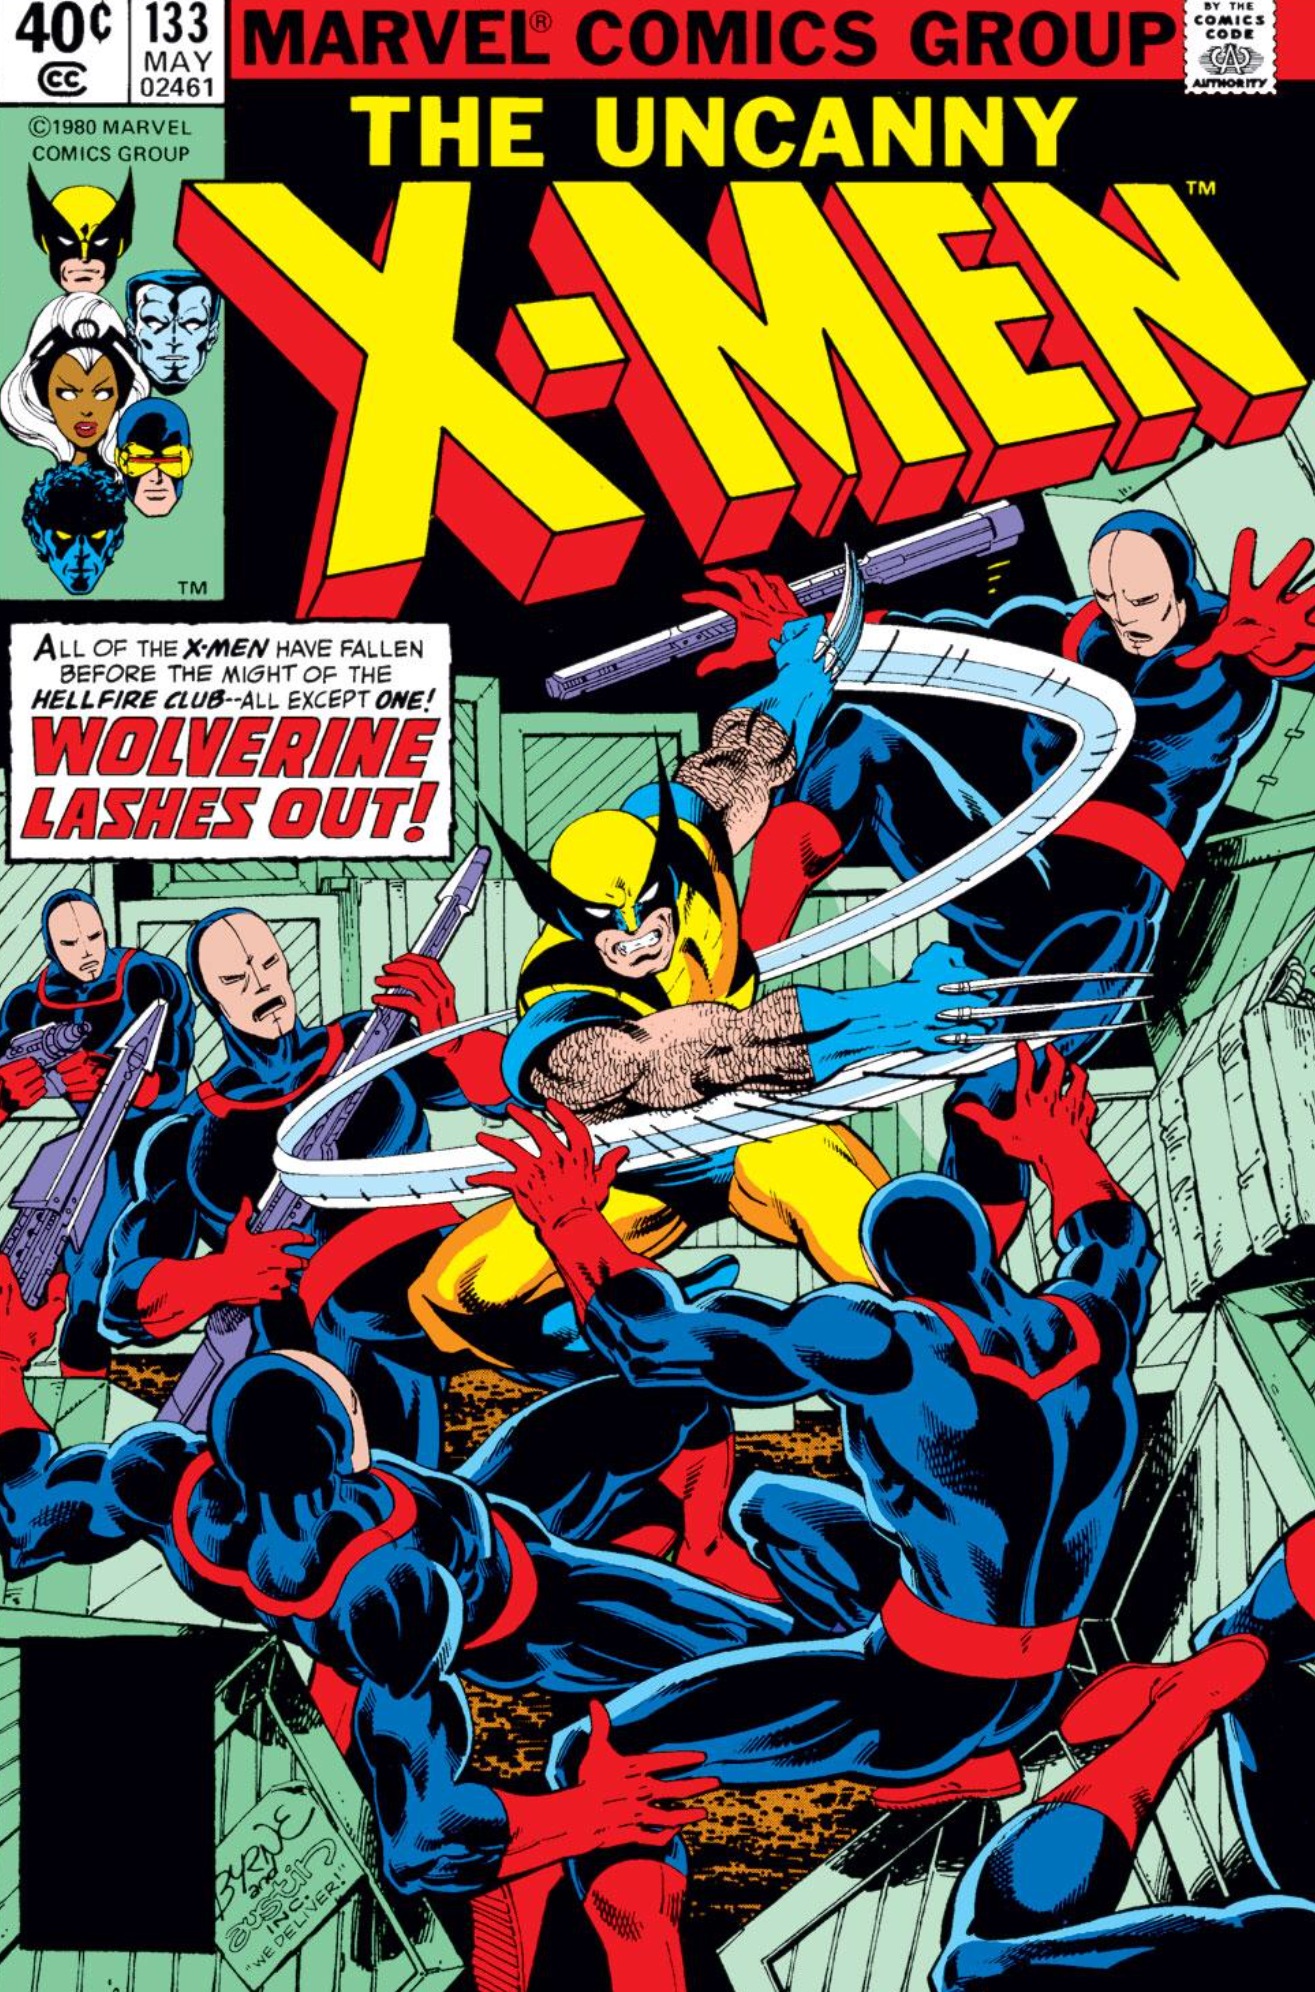 40¢
CC
133
MAY
02461
MARVEL® COMICS GROUP
BY THE
COMICS
CODE
CA
AUTHORITY
©1980 MARVEL
COMICS GROUP
THE UNCANNY
X-MEN™
TM
ALL OF THE X-MEN HAVE FALLEN
BEFORE THE MIGHT OF THE
HELLFIRE CLUB--ALL EXCEPT ONE!
WOLVERINE
LASHES OUT!
BYRNE
and
austin
INC.
"WE DELIVER!"